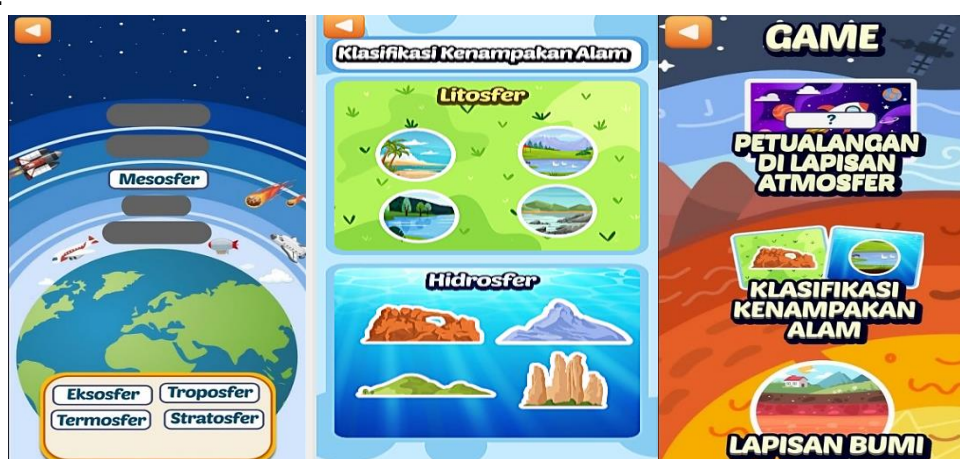 Mesosfer
Eksosfer Troposfer
Termosfer Stratosfer
Klasifikasi Kenampakan Alam
Litosfer
Hidrosfer
GAME
?
PETUALANGAN
DI LAPISAN
ATMOSFER
KLASIFIKASI
KENAMPAKAN
ALAM
LAPISAN BUMI